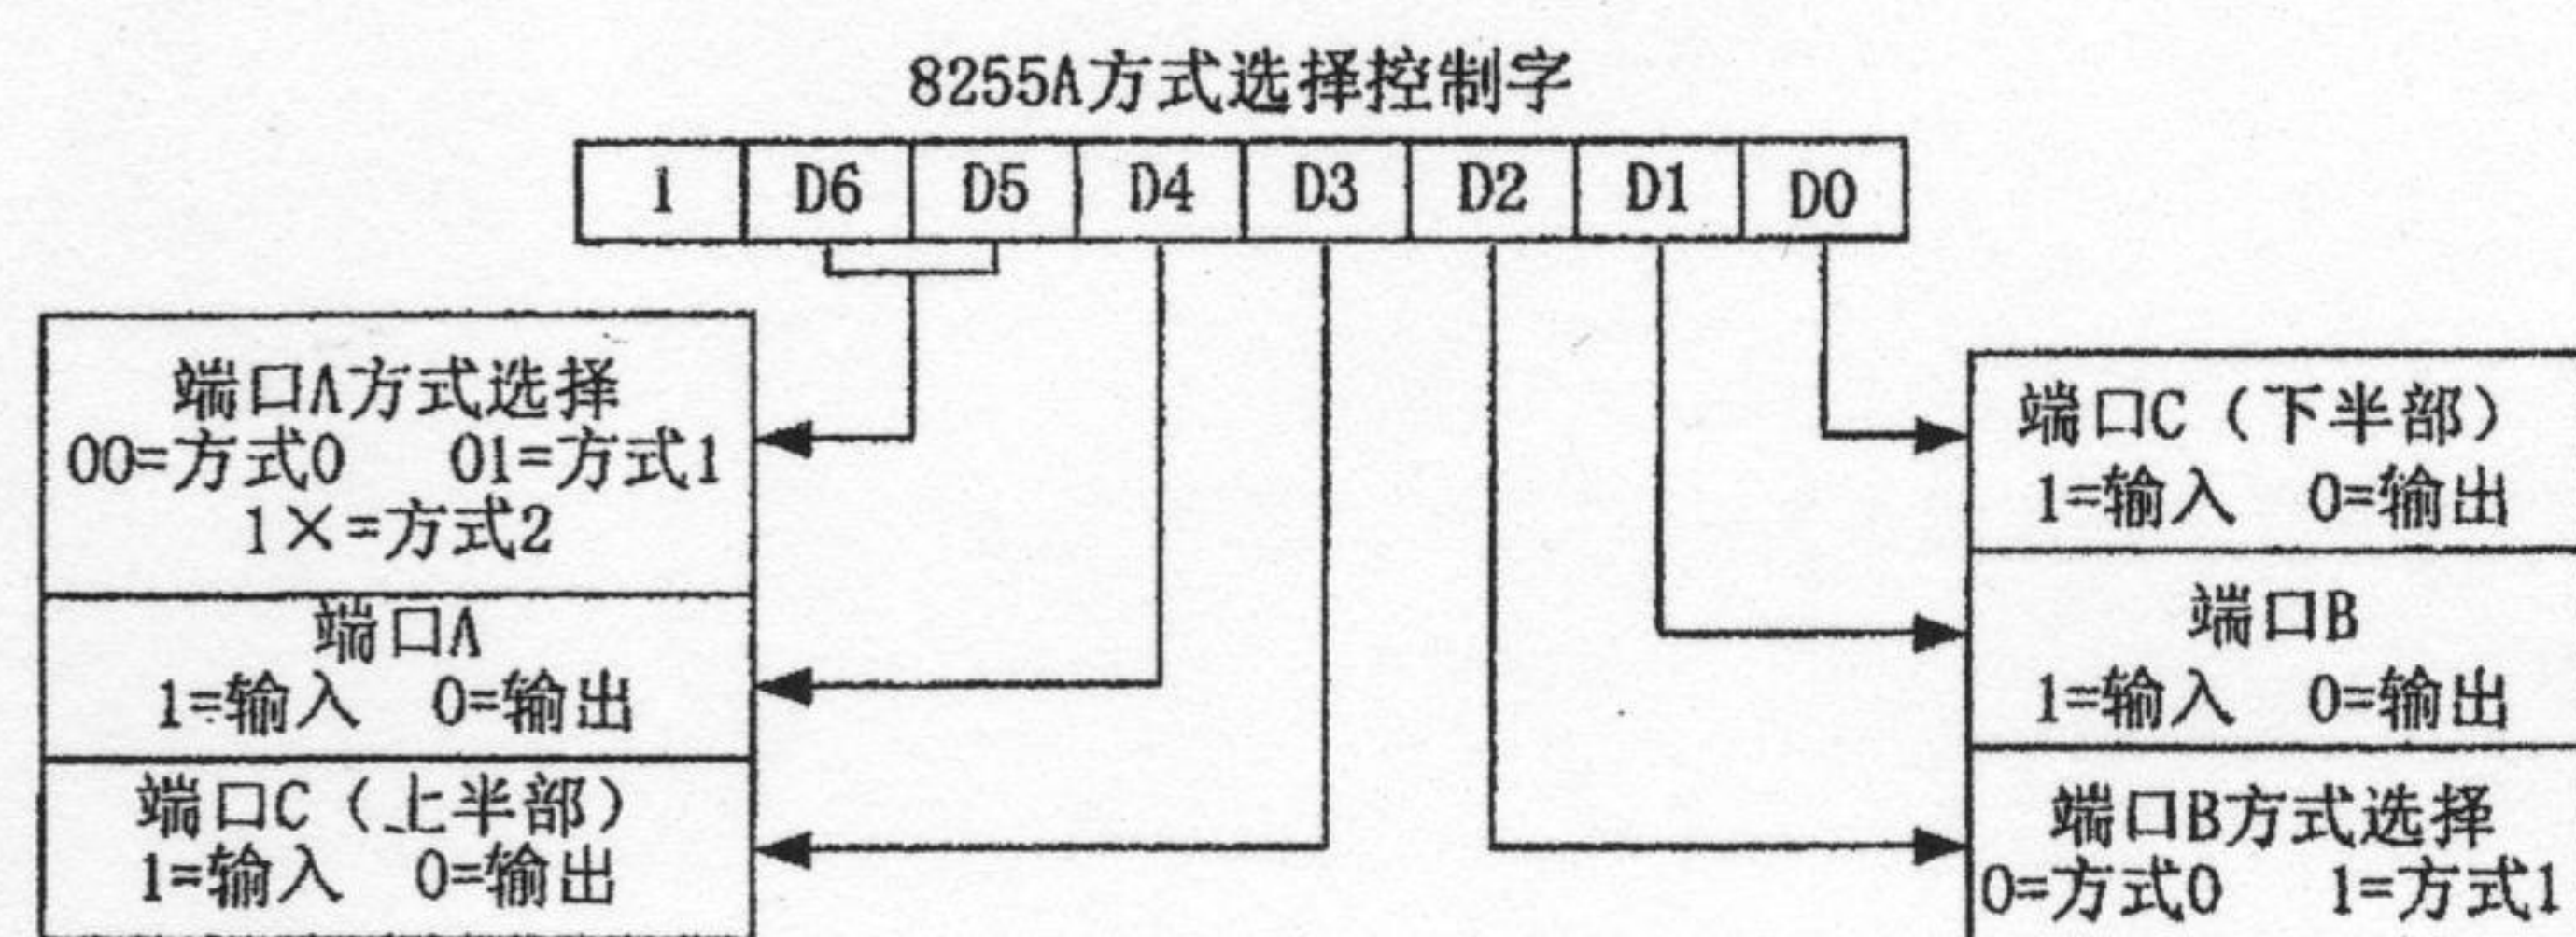 8255A方式选择控制字
1 D6 D5 D4 D3 D2 D1 D0
端口A方式选择
00=方式0 01=方式1
1×=方式2
端口A
1=输入 0=输出
端口C（上半部）
1=输入 0=输出
端口C（下半部）
1=输入 0=输出
端口B
1=输入 0=输出
端口B方式选择
0=方式0 1=方式1